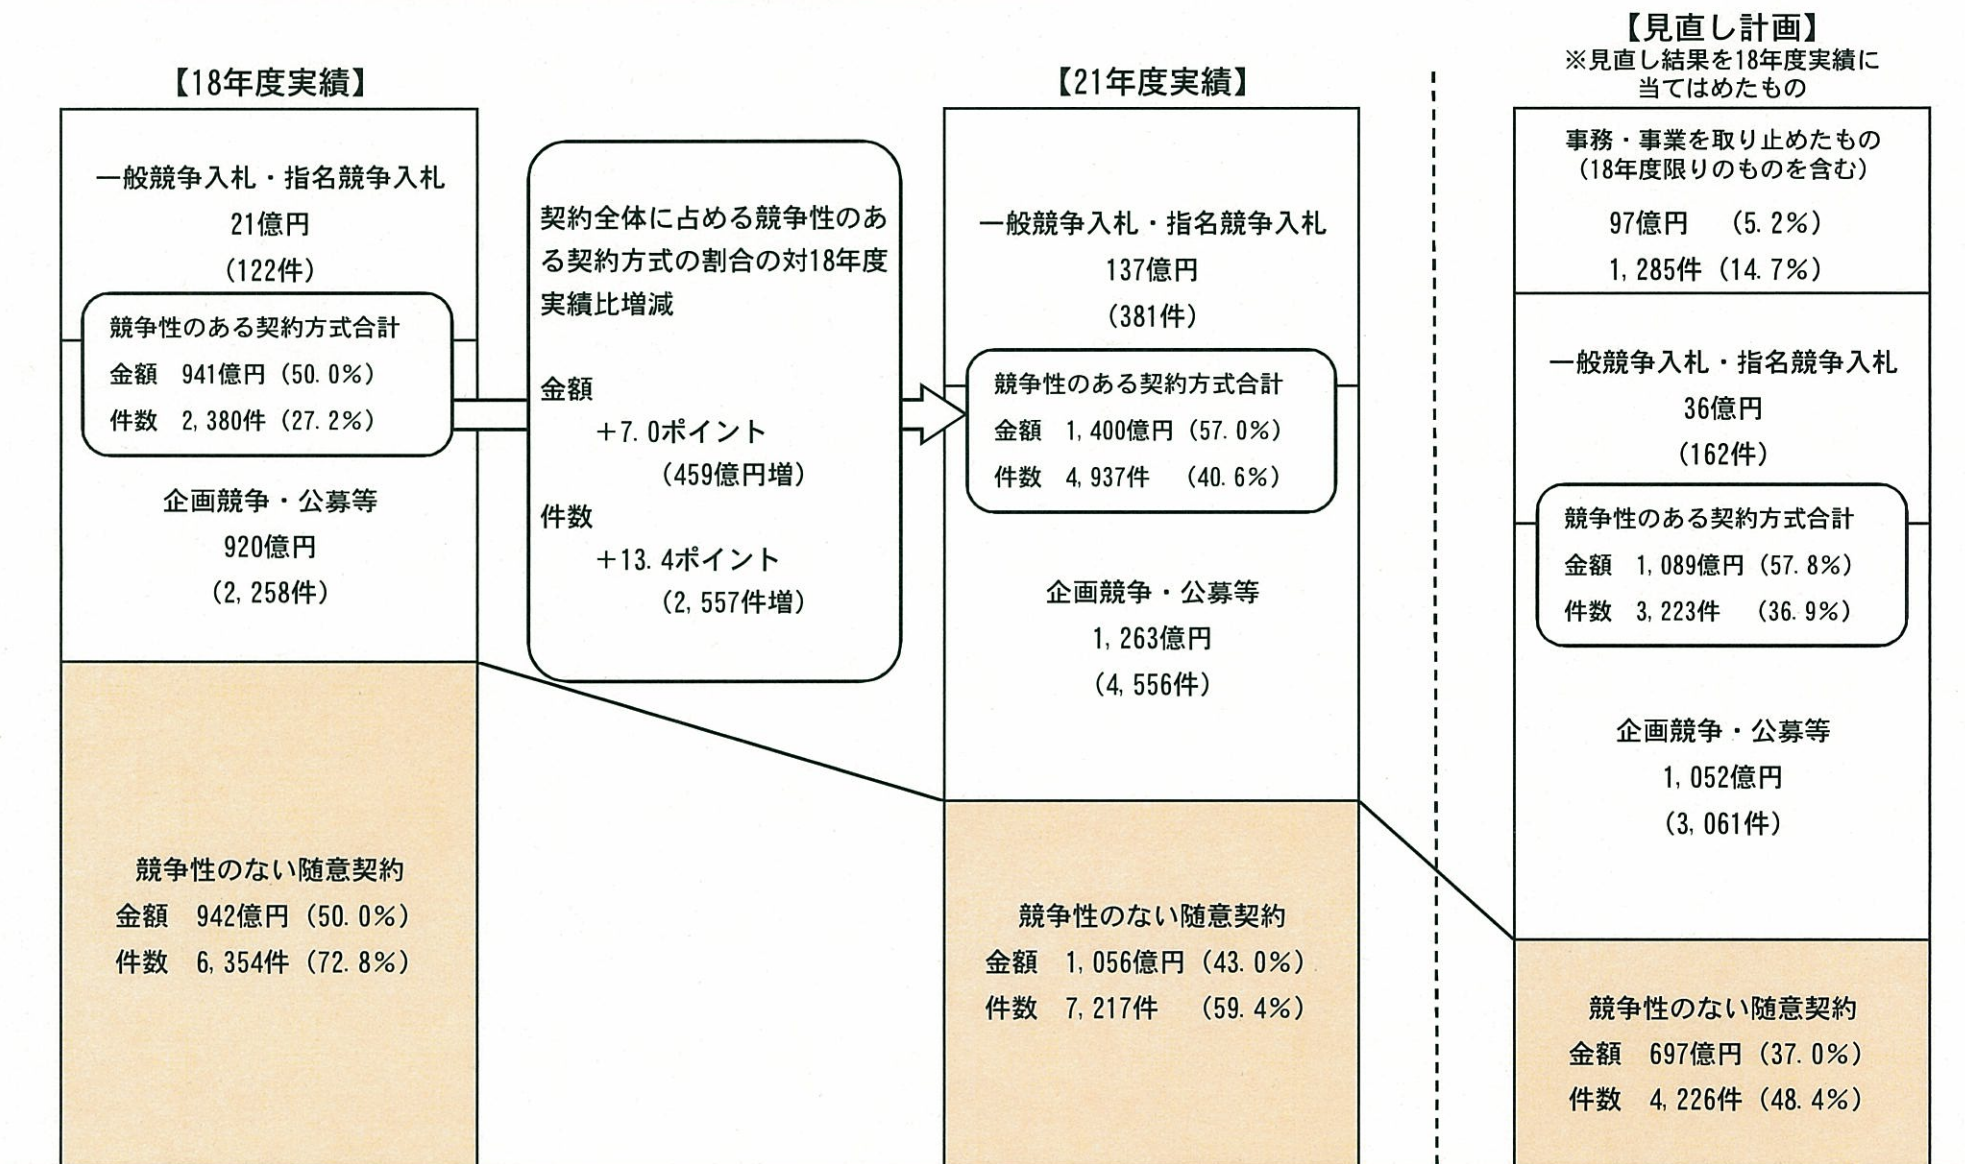 【18年度実績】
一般競争入札・指名競争入札
21億円
(122件)
競争性のある契約方式合計
金額 941億円(50.0%)
件数 2,380件(27.2%)
企画競争・公募等
920億円
(2,258件)
競争性のない随意契約
金額 942億円(50.0%)
件数 6,354件(72.8%)
契約全体に占める競争性のあ
る契約方式の割合の対18年度
実績比増減
金額
+7.0ポイント
(459億円増)
件数
+13.4ポイント
(2,557件増)
【21年度実績】
一般競争入札・指名競争入札
137億円
(381件)
競争性のある契約方式合計
金額 1,400億円(57.0%)
件数 4,937件 (40.6%)
企画競争・公募等
1,263億円
(4,556件)
競争性のない随意契約
金額 1,056億円(43.0%)
件数 7,217件 (59.4%)
【見直し計画】
※見直し結果を18年度実績に
当てはめたもの
事務・事業を取り止めたもの
(18年度限りのものを含む)
97億円 (5.2%)
1,285件(14.7%)
一般競争入札・指名競争入札
36億円
(162件)
競争性のある契約方式合計
金額 1,089億円(57.8%)
件数 3,223件 (36.9%)
企画競争・公募等
1,052億円
(3,061件)
競争性のない随意契約
金額 697億円(37.0%)
件数 4,226件(48.4%)